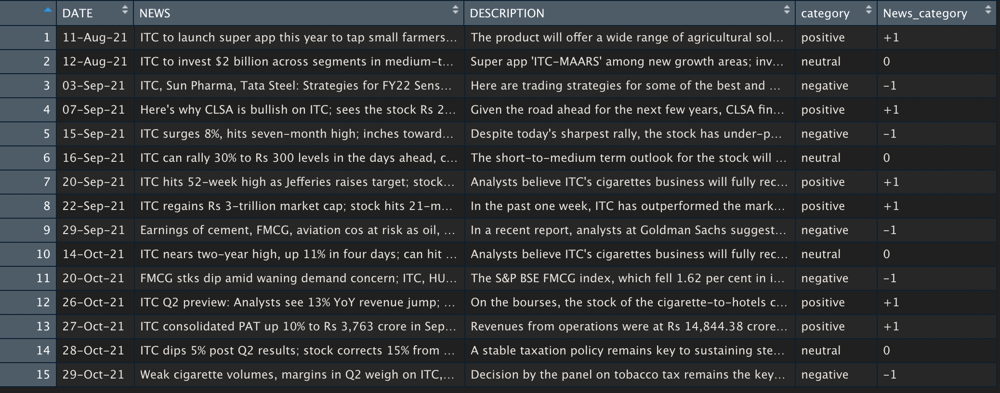 DATE NEWS DESCRIPTION category News_category
1 11-Aug-21 ITC to launch super app this year to tap small farmers... The product will offer a wide range of agricultural sol... positive +1
2 12-Aug-21 ITC to invest $2 billion across segments in medium-t... Super app 'ITC-MAARS' among new growth areas; inv... neutral 0
3 03-Sep-21 ITC, Sun Pharma, Tata Steel: Strategies for FY22 Sens... Here are trading strategies for some of the best and ... negative -1
4 07-Sep-21 Here's why CLSA is bullish on ITC; sees the stock Rs 2... Given the road ahead for the next few years, CLSA fin... positive +1
5 15-Sep-21 ITC surges 8%, hits seven-month high; inches toward... Despite today's sharpest rally, the stock has under-p... negative -1
6 16-Sep-21 ITC can rally 30% to Rs 300 levels in the days ahead, c... The short-to-medium term outlook for the stock will ... neutral 0
7 20-Sep-21 ITC hits 52-week high as Jefferies raises target; stock... Analysts believe ITC's cigarettes business will fully rec... positive +1
8 22-Sep-21 ITC regains Rs 3-trillion market cap; stock hits 21-m... In the past one week, ITC has outperformed the mark... positive +1
9 29-Sep-21 Earnings of cement, FMCG, aviation cos at risk as oil, ... In a recent report, analysts at Goldman Sachs suggest... negative -1
10 14-Oct-21 ITC nears two-year high, up 11% in four days; can hit ... Analysts believe ITC's cigarettes business will fully rec... neutral 0
11 20-Oct-21 FMCG stks dip amid waning demand concern; ITC, HU... The S&P BSE FMCG index, which fell 1.62 per cent in i... negative -1
12 26-Oct-21 ITC Q2 preview: Analysts see 13% YoY revenue jump; ... On the bourses, the stock of the cigarette-to-hotels c... positive +1
13 27-Oct-21 ITC consolidated PAT up 10% to Rs 3,763 crore in Sep... Revenues from operations were at Rs 14,844.38 crore... positive +1
14 28-Oct-21 ITC dips 5% post Q2 results; stock corrects 15% from ... A stable taxation policy remains key to sustaining ste... neutral 0
15 29-Oct-21 Weak cigarette volumes, margins in Q2 weigh on ITC,... Decision by the panel on tobacco tax remains the key... negative -1